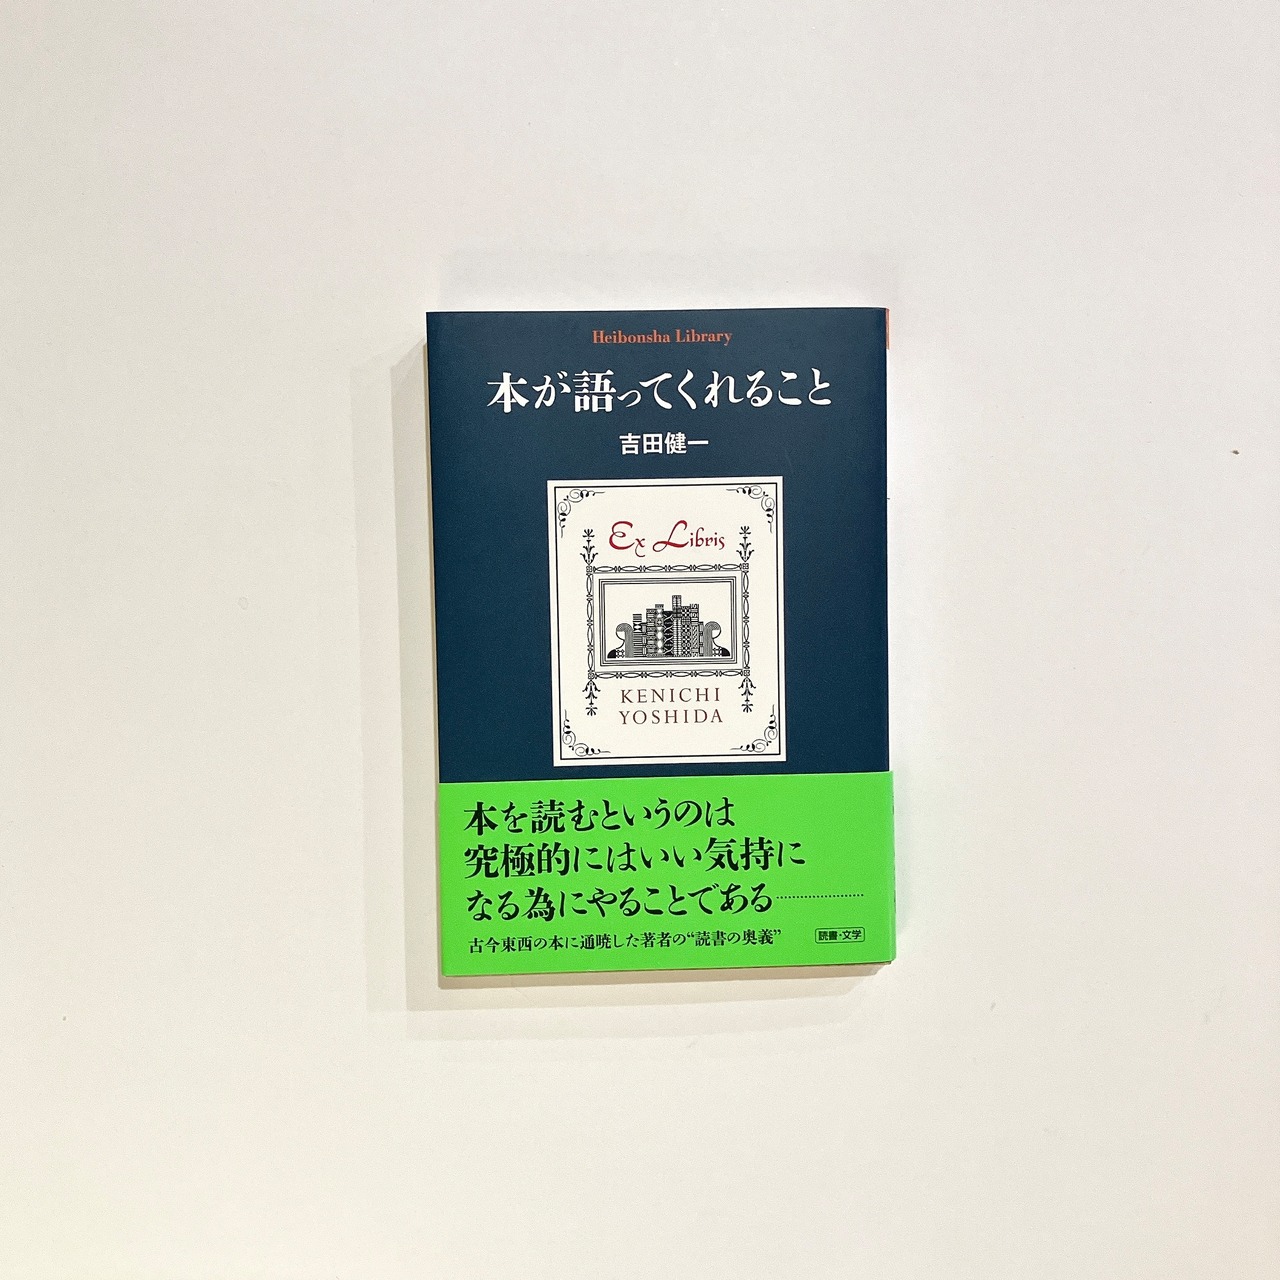 Heibonsha Library
本が語ってくれること
吉田健一
Ex Libris
KENICHI
YOSHIDA
本を読むというのは
究極的にはいい気持に
なる為にやることである…………
古今東西の本に通暁した著者の“読書の奥義”
読書・文学